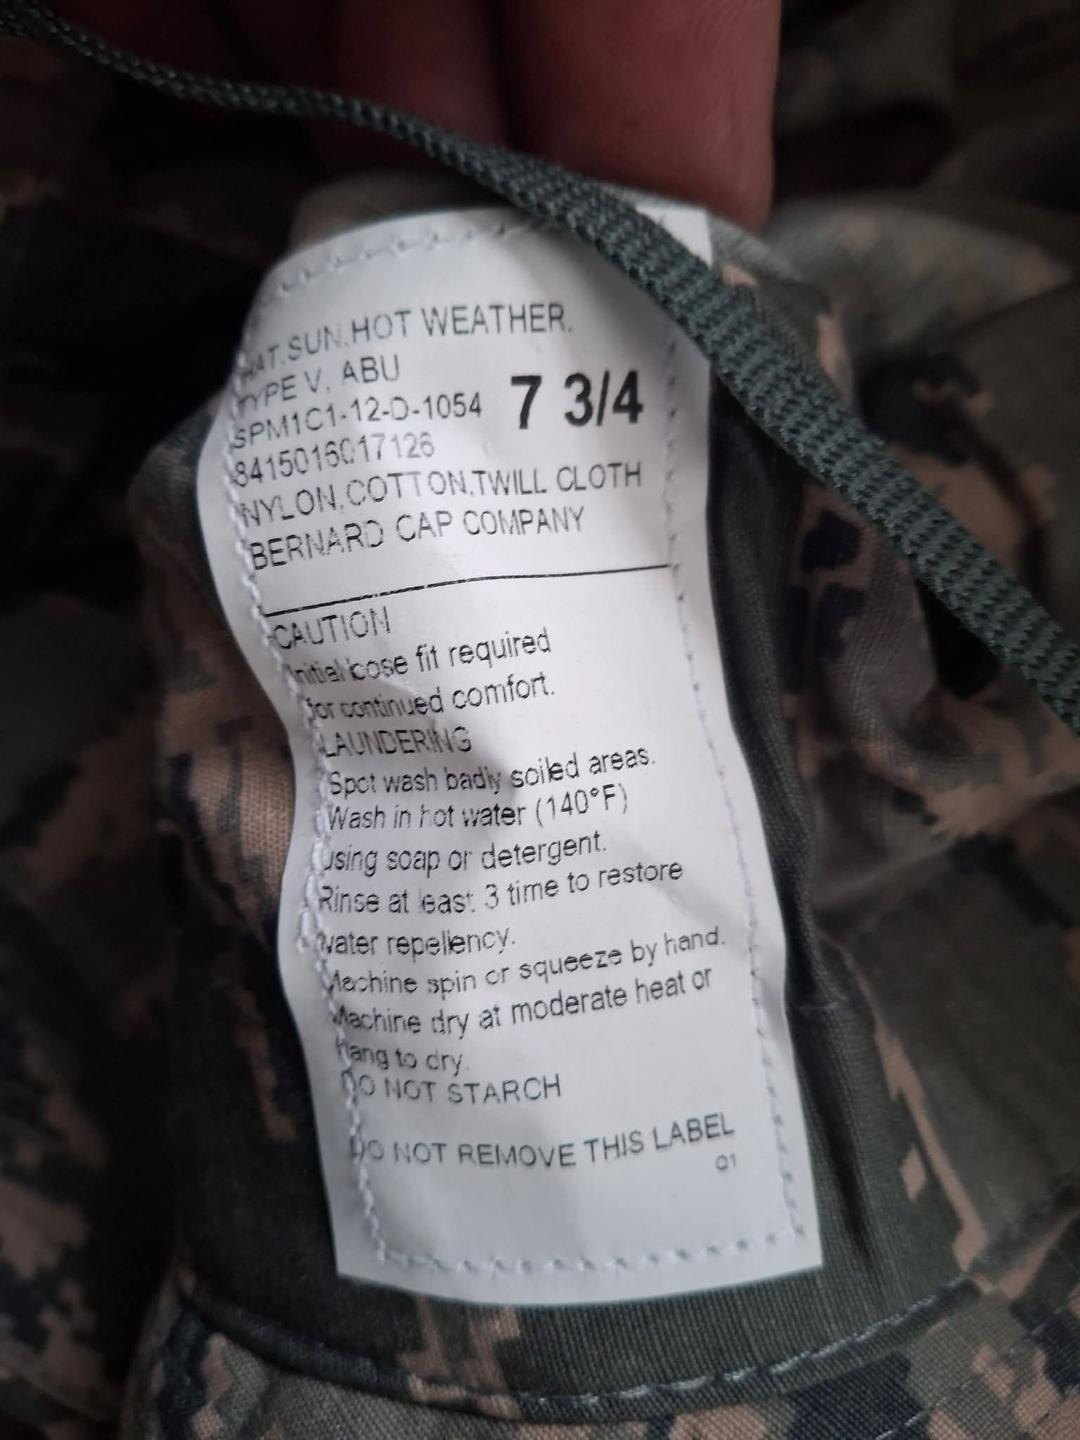 HAT,SUN,HOT WEATHER,
TYPE V, ABU
SPM1C1-12-D-1054
7 3/4
8415016017126
NYLON,COTTON,TWILL CLOTH
BERNARD CAP COMPANY
CAUTION
Initial loose fit required
for continued comfort.
LAUNDERING
Spot wash badly soiled areas.
Wash in hot water (140°F)
using soap or detergent.
Rinse at least 3 time to restore
water repellency.
Machine spin or squeeze by hand.
Machine dry at moderate heat or
hang to dry.
DO NOT STARCH
DO NOT REMOVE THIS LABEL
Q1